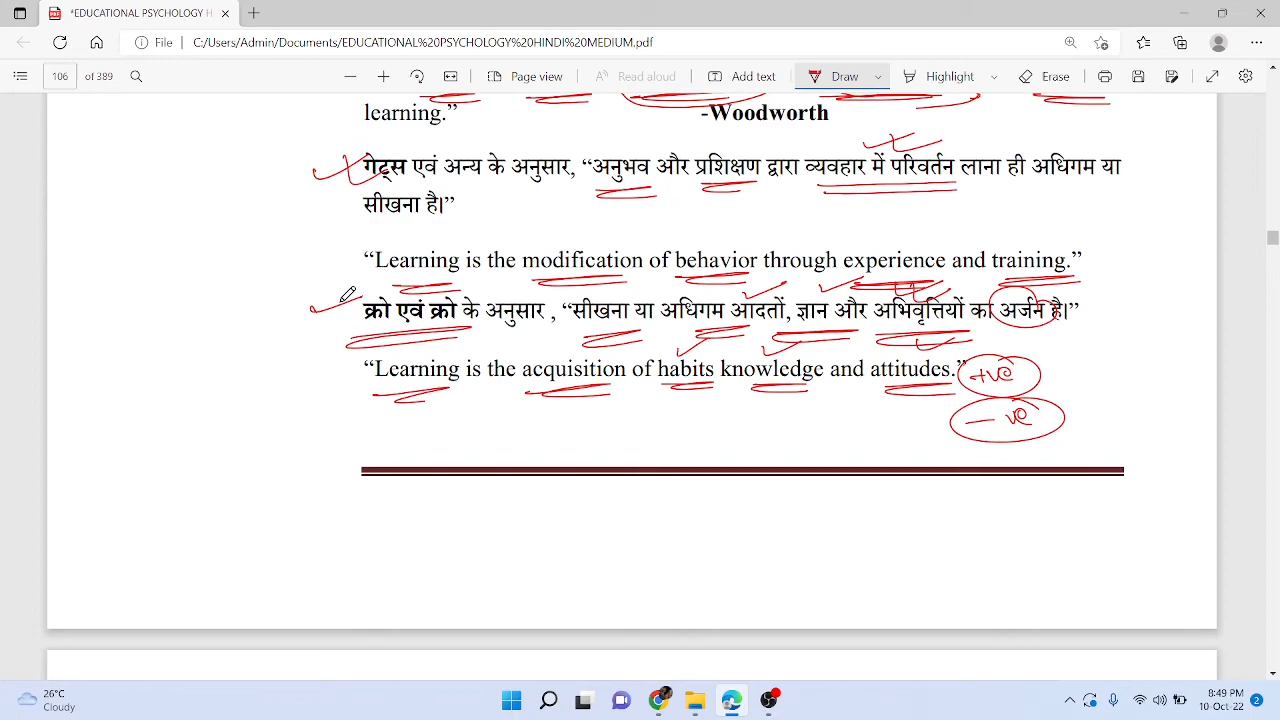 *EDUCATIONAL PSYCHOLOGY H
File C:/Users/Admin/Documents/EDUCATIONAL%20PSYCHOLOGY%20HINDI%20MEDIUM.pdf
106 of 389 Page view Read aloud Add text Draw Highlight Erase
learning.” -Woodworth
गेट्स एवं अन्य के अनुसार, “अनुभव और प्रशिक्षण द्वारा व्यवहार में परिवर्तन लाना ही अधिगम या
सीखना है।”
“Learning is the modification of behavior through experience and training.”
क्रो एवं क्रो के अनुसार , “सीखना या अधिगम आदतों, ज्ञान और अभिवृत्तियों का अर्जन है।”
“Learning is the acquisition of habits knowledge and attitudes.”
+ve
-ve
26°C
Cloudy
8:49 PM
10-Oct-22
2